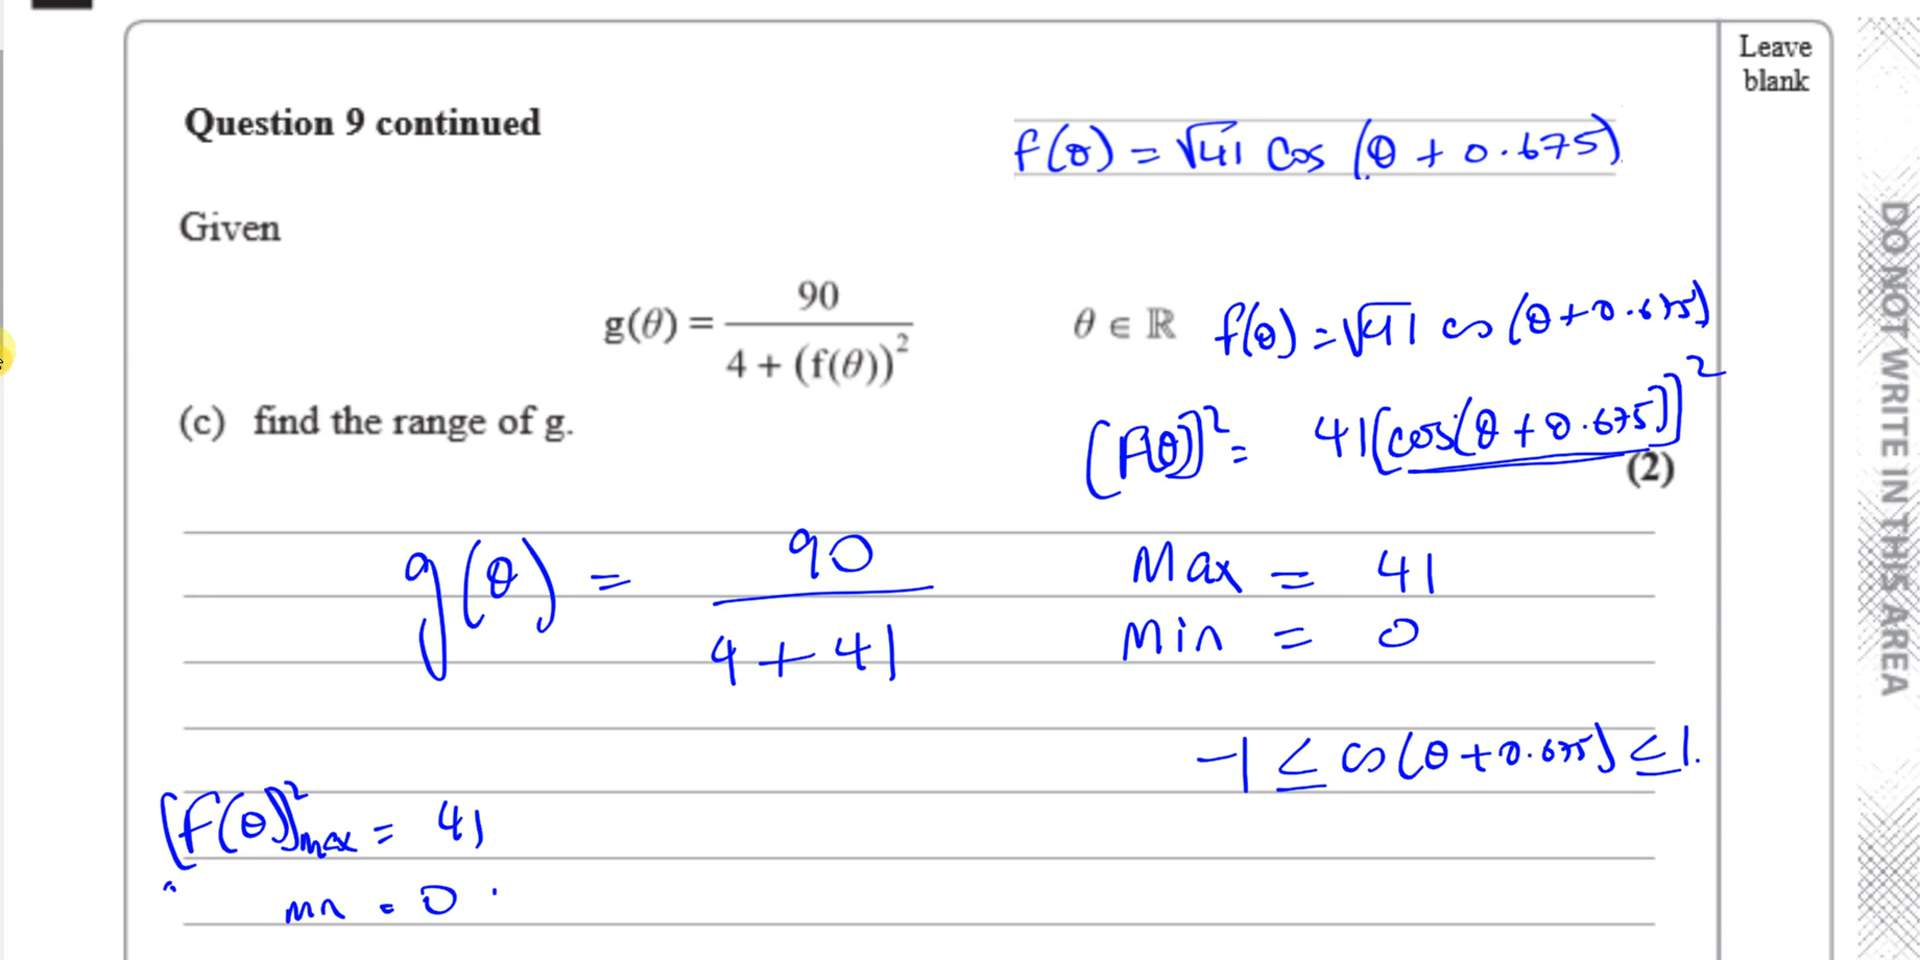 Leave
blank
Question 9 continued
f(θ) = √41 cos (θ + 0.675)
Given
g(θ) = 90 / (4 + (f(θ))²)
θ ∈ ℝ
f(θ) = √41 cos (θ + 0.675)
[f(θ)]² = 41[cos(θ + 0.675)]²
(c) find the range of g.
(2)
g(θ) = 90 / (4 + 41)
Max = 41
Min = 0
-1 ≤ cos(θ + 0.675) ≤ 1.
[f(θ)]²max = 41
" mn = 0 .
DO NOT WRITE IN THIS AREA